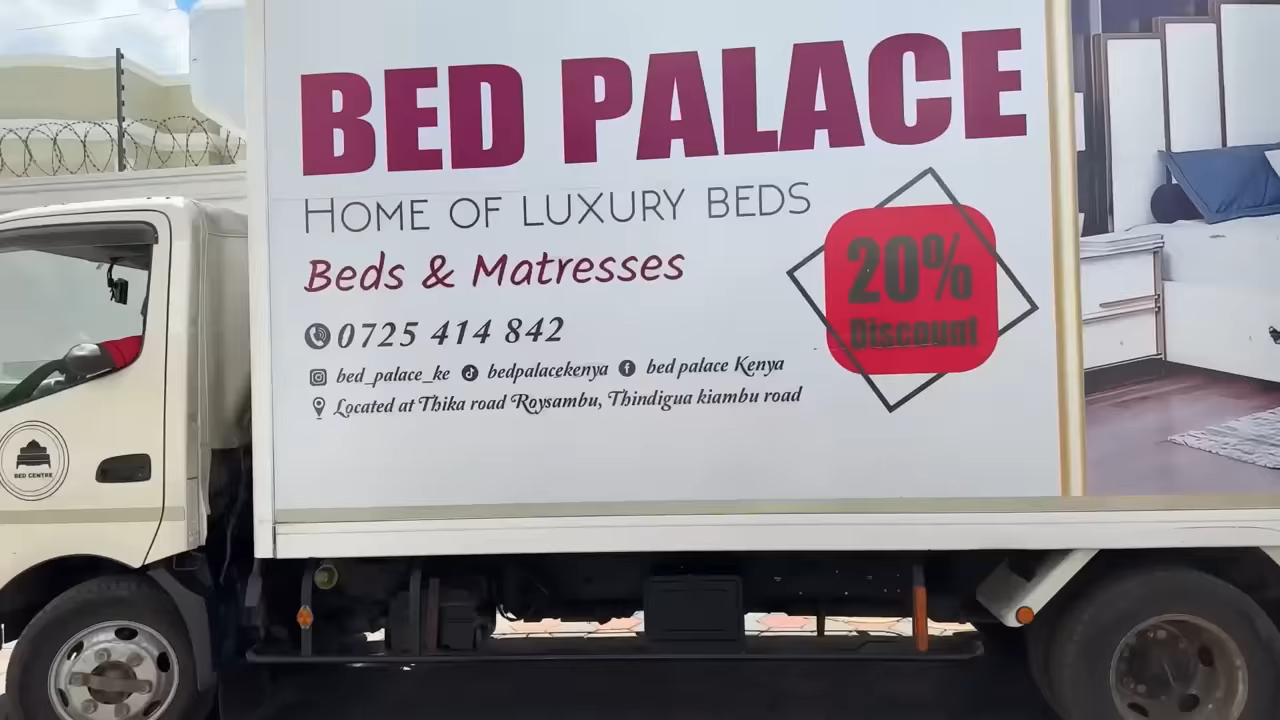 BED PALACE
HOME OF LUXURY BEDS
Beds & Matresses
0725 414 842
bed_palace_ke bedpalacekenya bed palace Kenya
Located at Thika road Roysambu, Thindigua kiambu road
20%
Discount
BED CENTRE